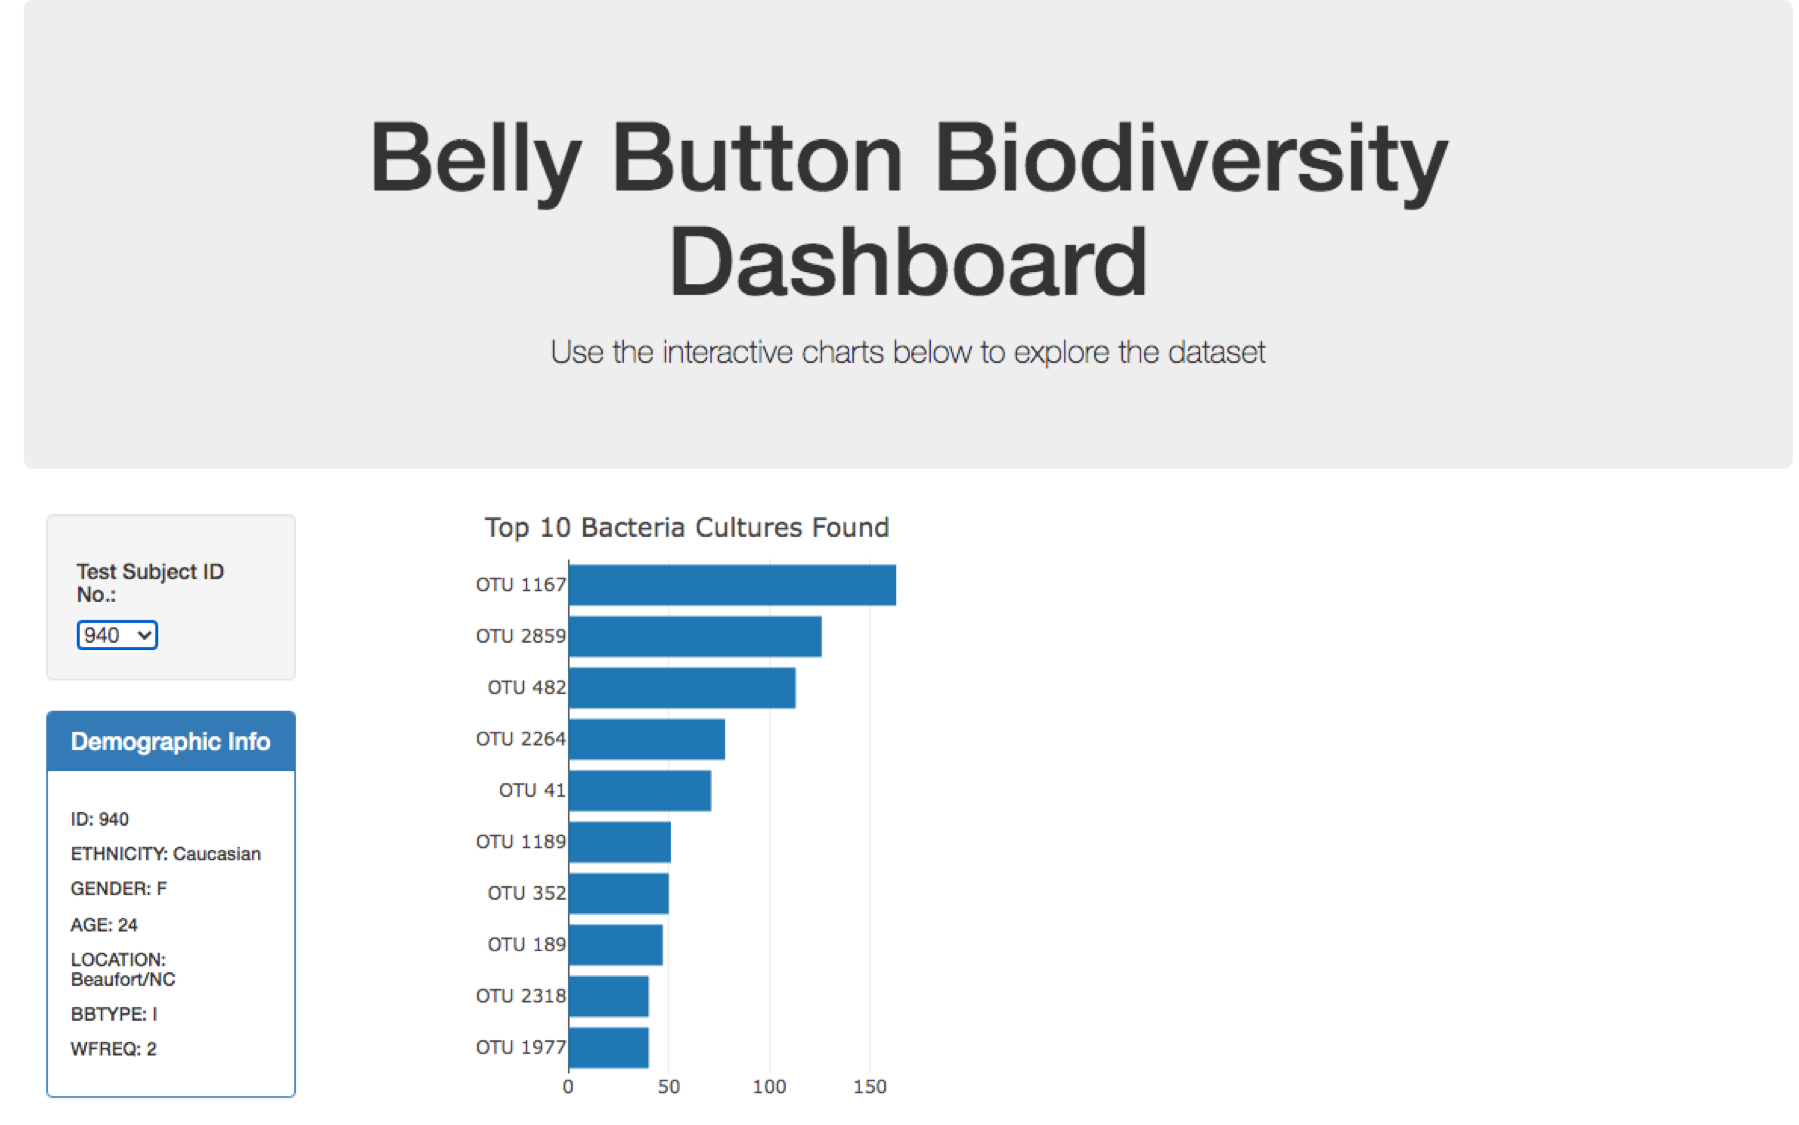 Belly Button Biodiversity
Dashboard
Use the interactive charts below to explore the dataset
Test Subject ID
No.:
940
Demographic Info
ID: 940
ETHNICITY: Caucasian
GENDER: F
AGE: 24
LOCATION:
Beaufort/NC
BBTYPE: I
WFREQ: 2
Top 10 Bacteria Cultures Found
OTU 1167
OTU 2859
OTU 482
OTU 2264
OTU 41
OTU 1189
OTU 352
OTU 189
OTU 2318
OTU 1977
0 50 100 150